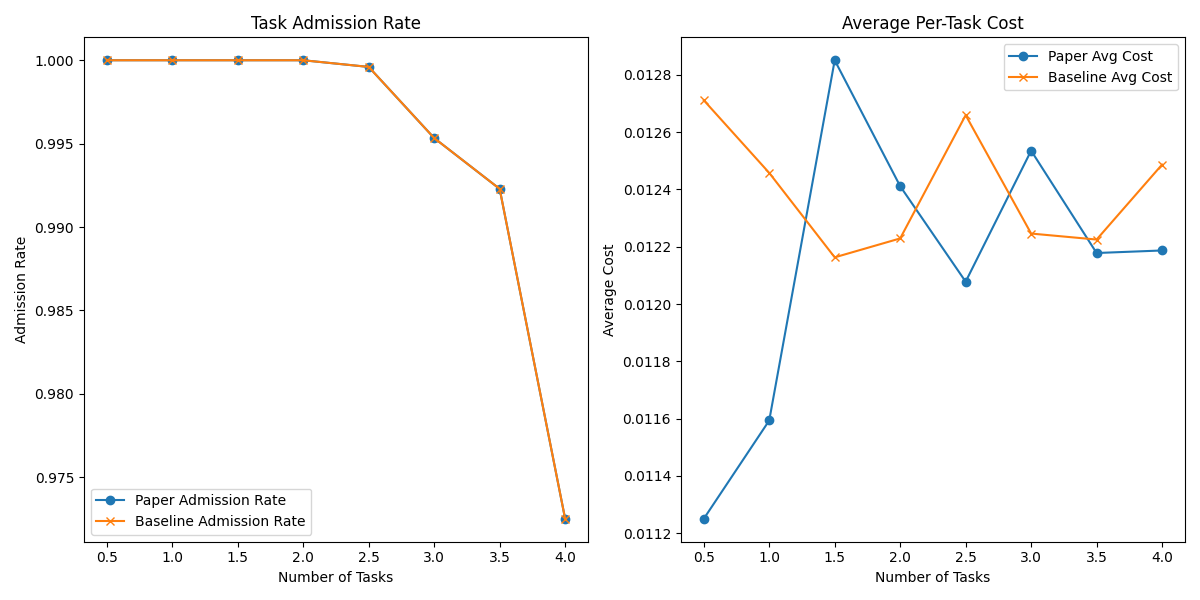 Task Admission Rate
Admission Rate
1.000
0.995
0.990
0.985
0.980
0.975
Paper Admission Rate
Baseline Admission Rate
0.5 1.0 1.5 2.0 2.5 3.0 3.5 4.0
Number of Tasks
Average Per-Task Cost
Average Cost
0.0128
0.0126
0.0124
0.0122
0.0120
0.0118
0.0116
0.0114
0.0112
Paper Avg Cost
Baseline Avg Cost
0.5 1.0 1.5 2.0 2.5 3.0 3.5 4.0
Number of Tasks